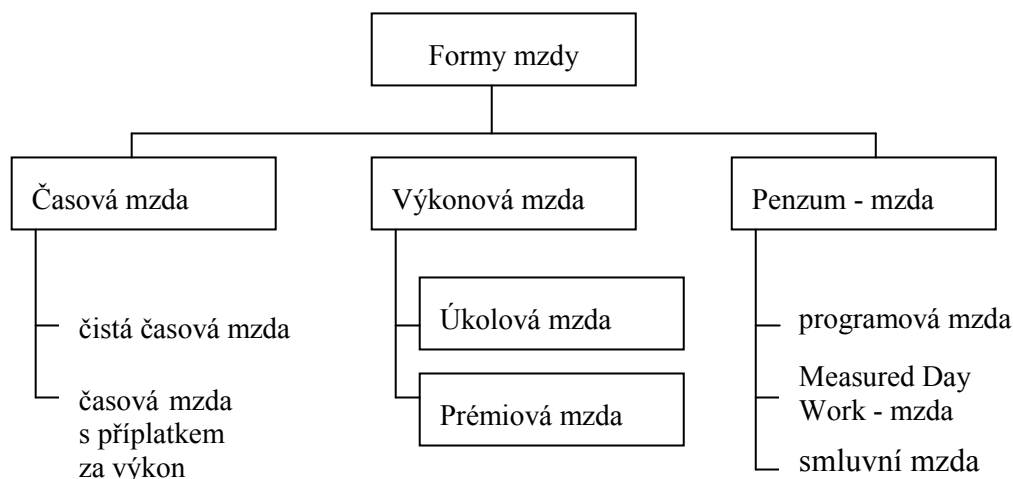 Formy mzdy
Časová mzda
čistá časová mzda
časová mzda
s příplatkem
za výkon
Výkonová mzda
Úkolová mzda
Prémiová mzda
Penzum - mzda
programová mzda
Measured Day
Work - mzda
smluvní mzda